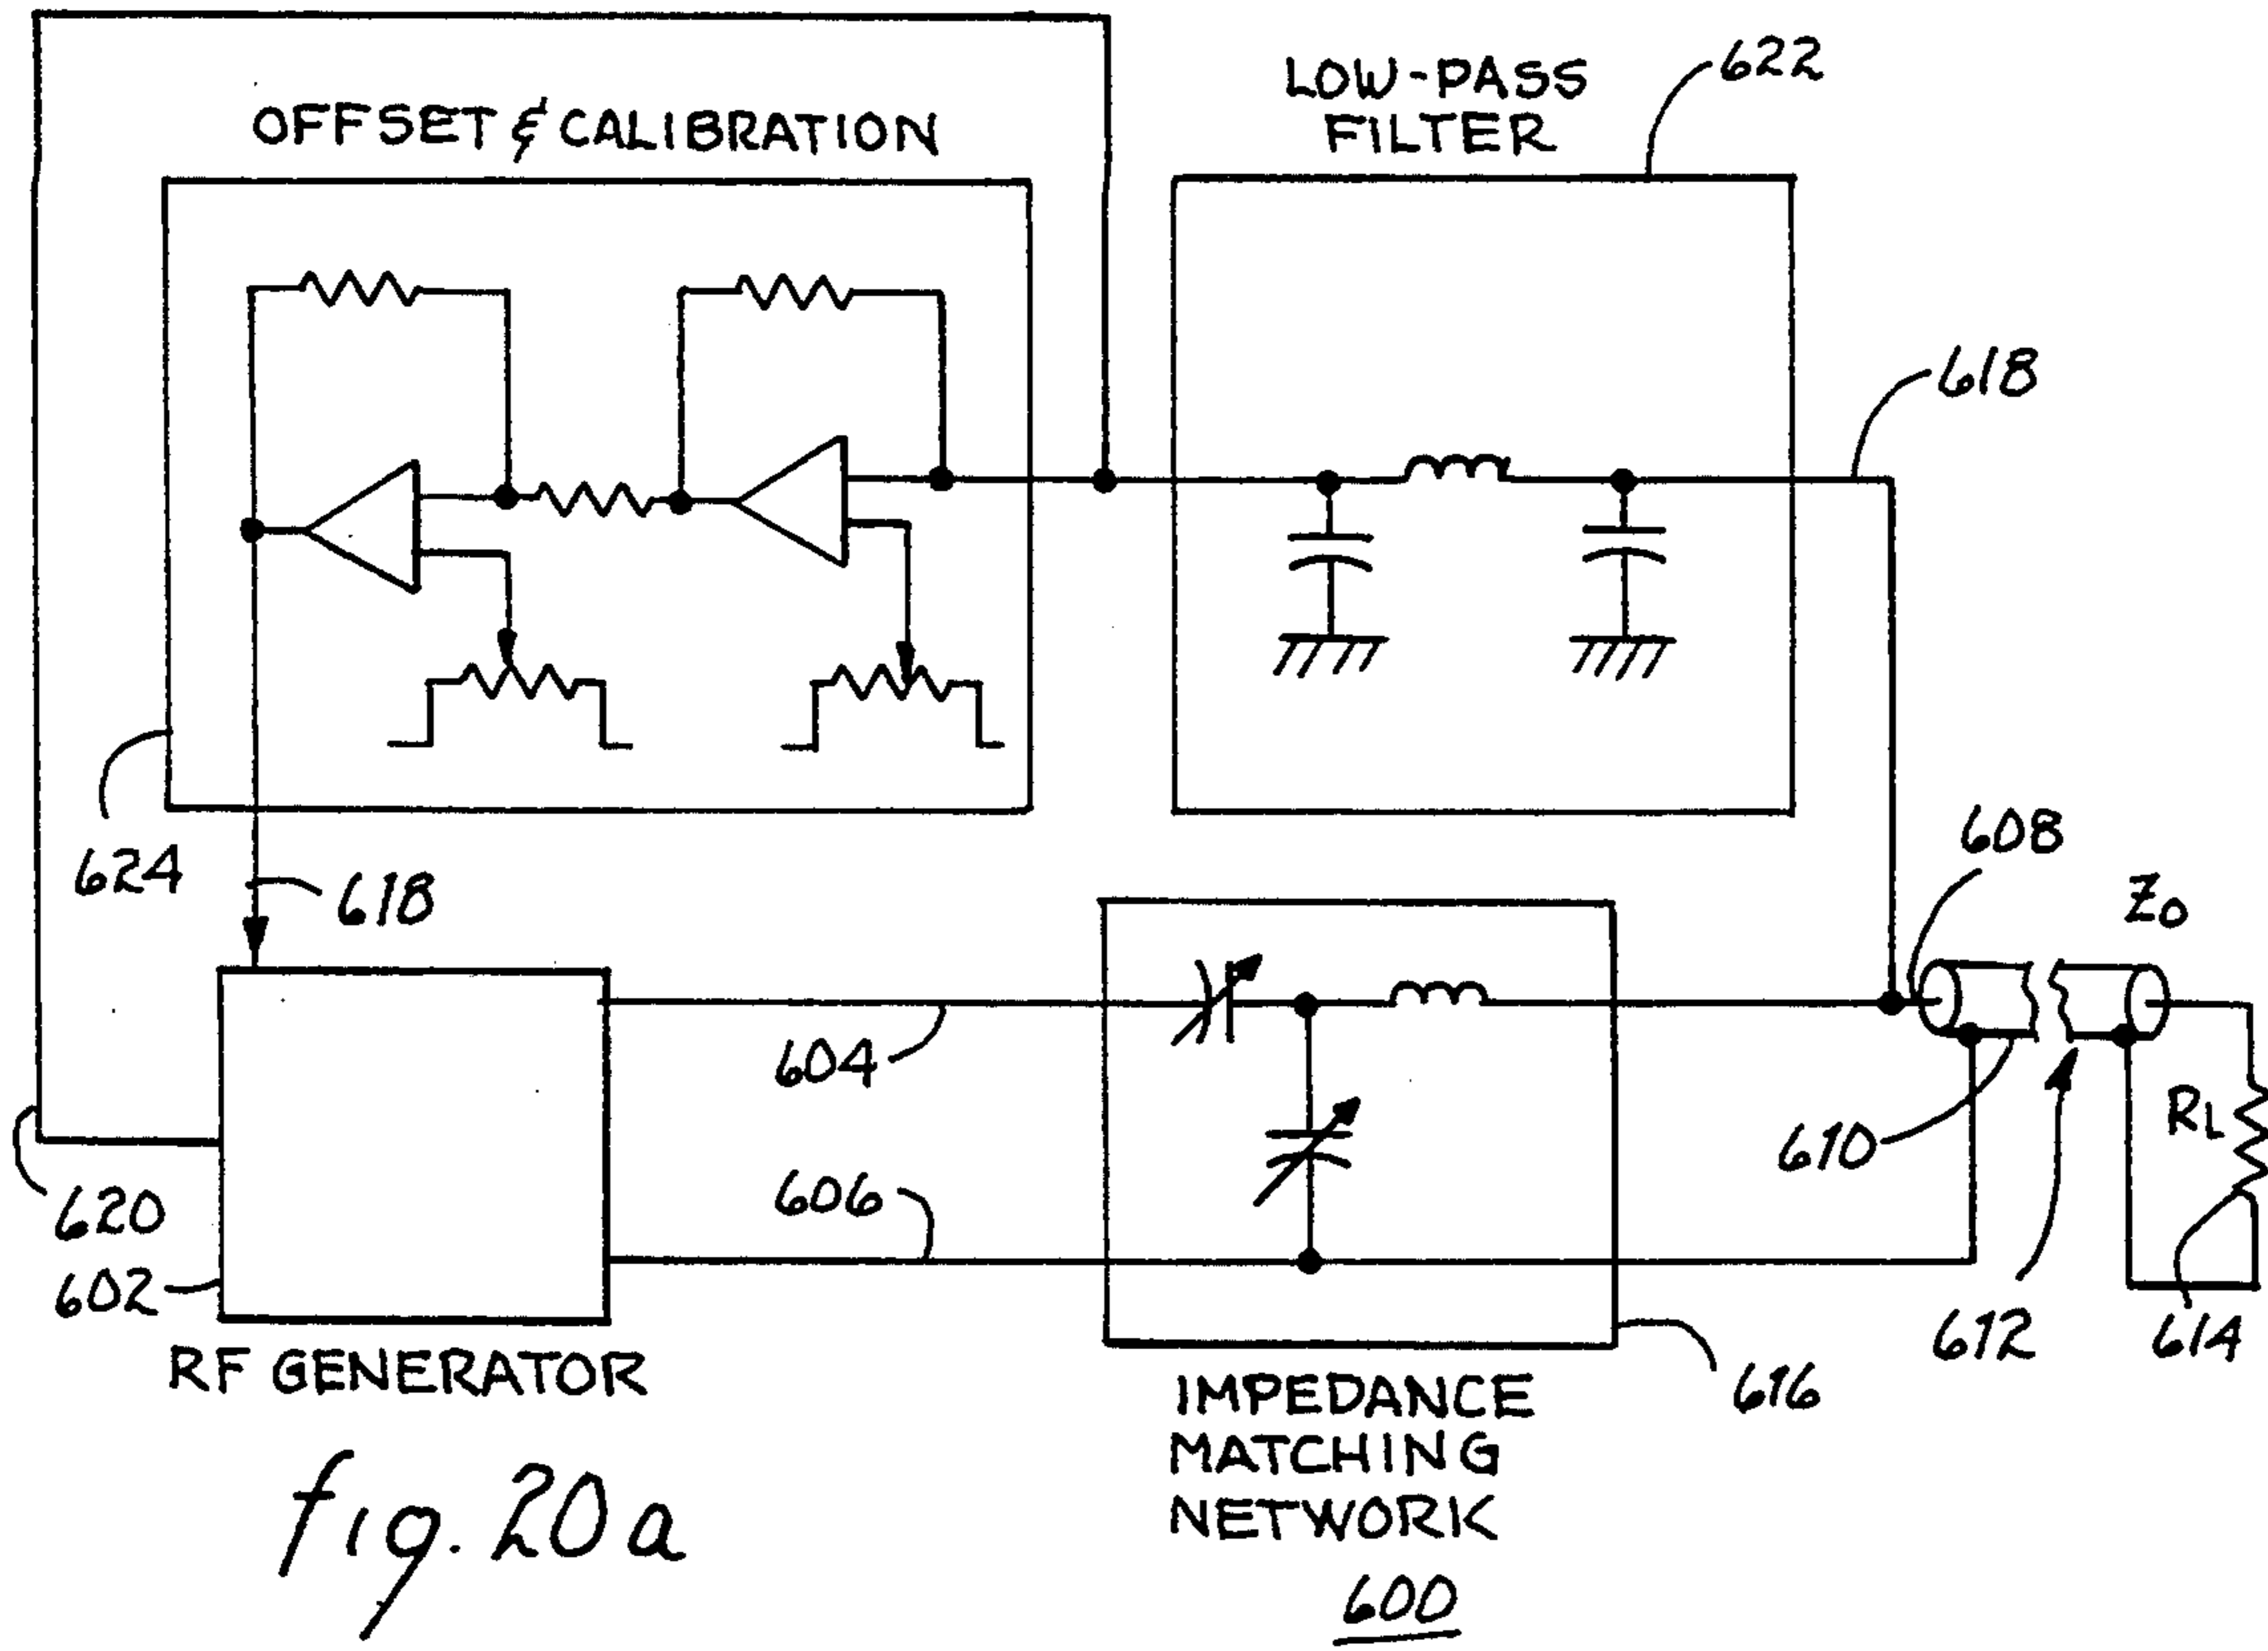 OFFSET & CALIBRATION
LOW-PASS
FILTER
622
618
624
618
608
Z0
604
610
RL
606
620
602
612
614
616
RF GENERATOR
IMPEDANCE
MATCHING
NETWORK
fig. 20a
600